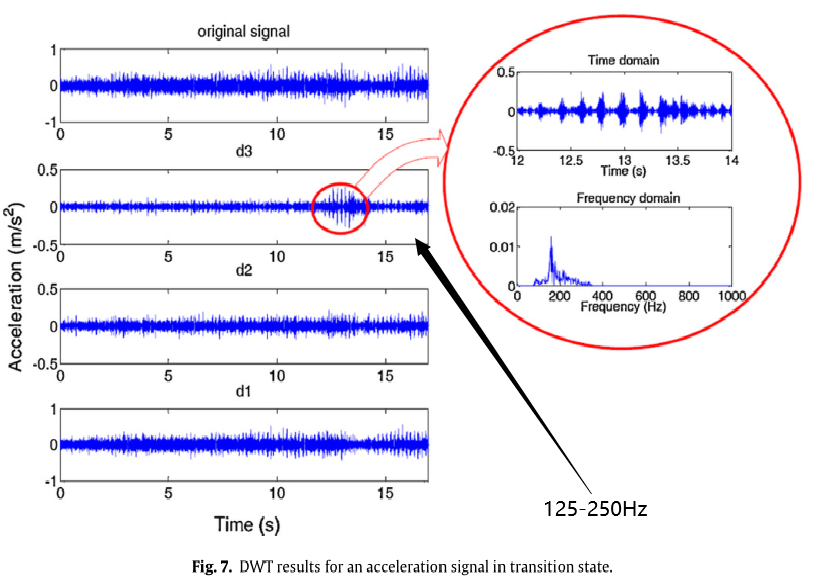 original signal
1
0
-1
0 5 10 15
d3
0.5
0
-0.5
0 5 10 15
d2
0.5
0
-0.5
0 5 10 15
d1
1
0
-1
0 5 10 15
Acceleration (m/s²)
Time (s)
Time domain
0.5
0
-0.5
12 12.5 13 13.5 14
Time (s)
Frequency domain
0.02
0.01
0
0 200 400 600 800 1000
Frequency (Hz)
125-250Hz
Fig. 7. DWT results for an acceleration signal in transition state.